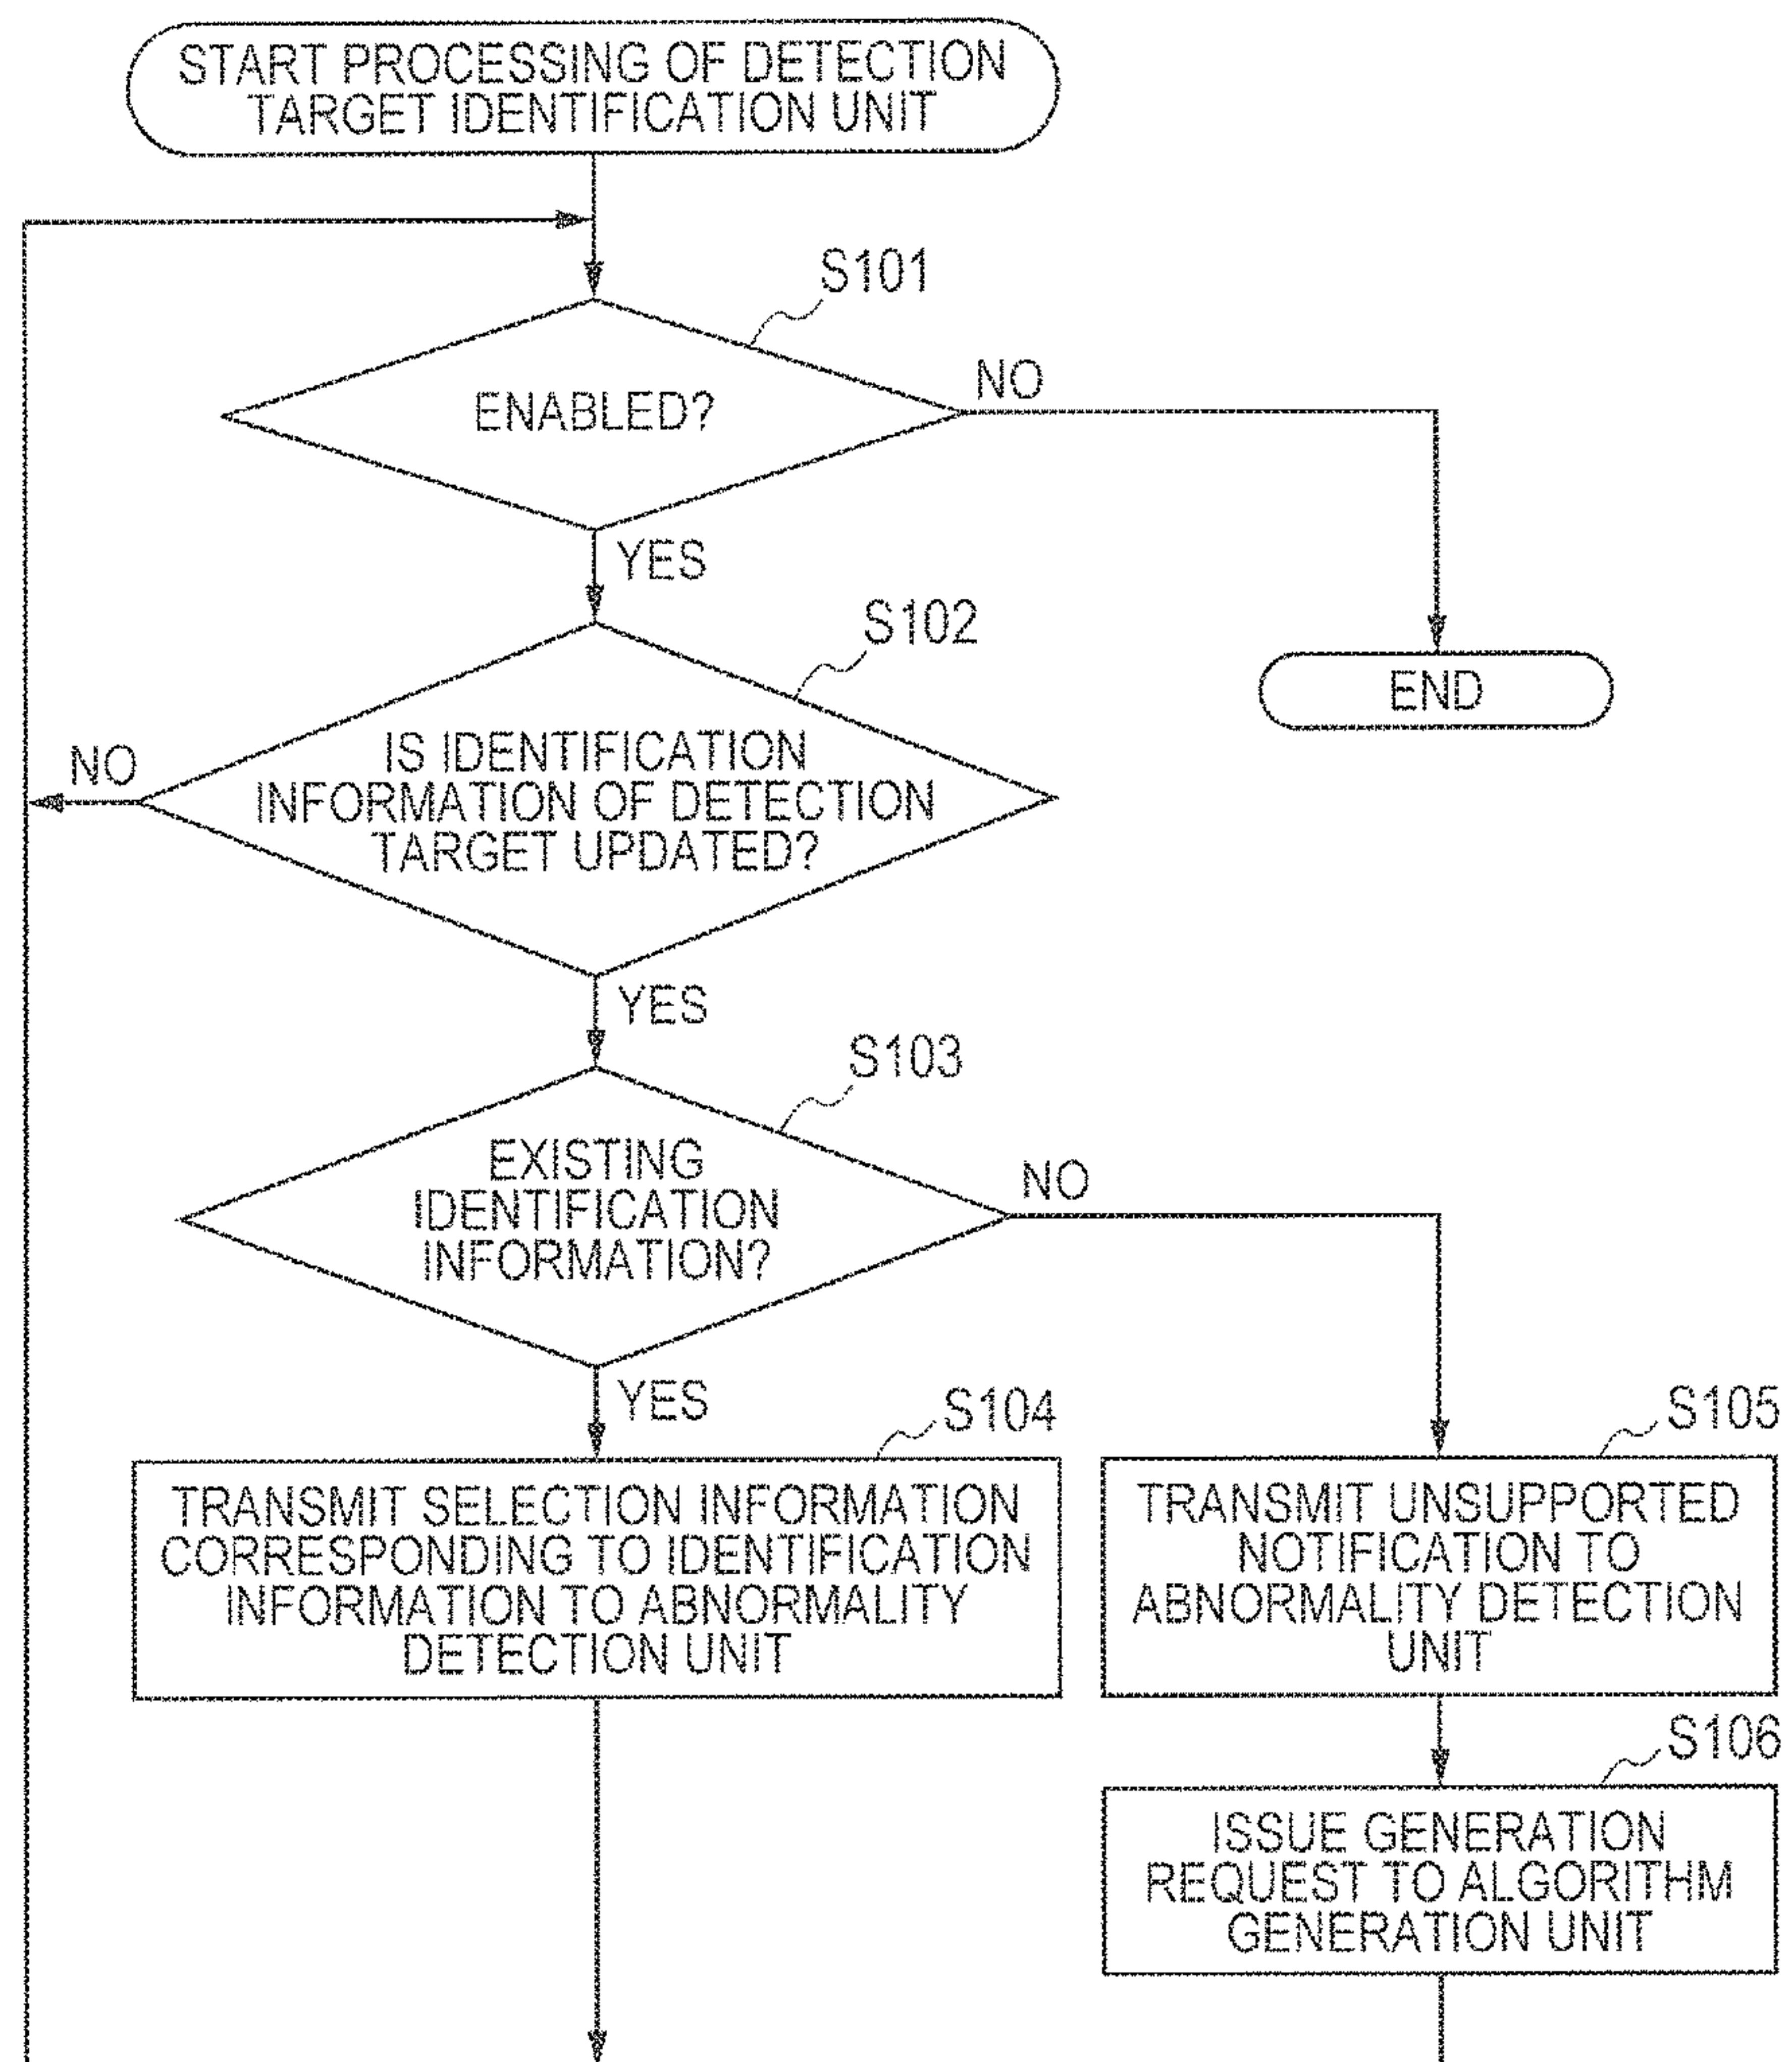 START PROCESSING OF DETECTION
TARGET IDENTIFICATION UNIT
S101
ENABLED?
NO
YES
S102
END
NO
IS IDENTIFICATION
INFORMATION OF DETECTION
TARGET UPDATED?
YES
S103
EXISTING
IDENTIFICATION
INFORMATION?
NO
YES
S104
TRANSMIT SELECTION INFORMATION
CORRESPONDING TO IDENTIFICATION
INFORMATION TO ABNORMALITY
DETECTION UNIT
S105
TRANSMIT UNSUPPORTED
NOTIFICATION TO
ABNORMALITY DETECTION
UNIT
S106
ISSUE GENERATION
REQUEST TO ALGORITHM
GENERATION UNIT